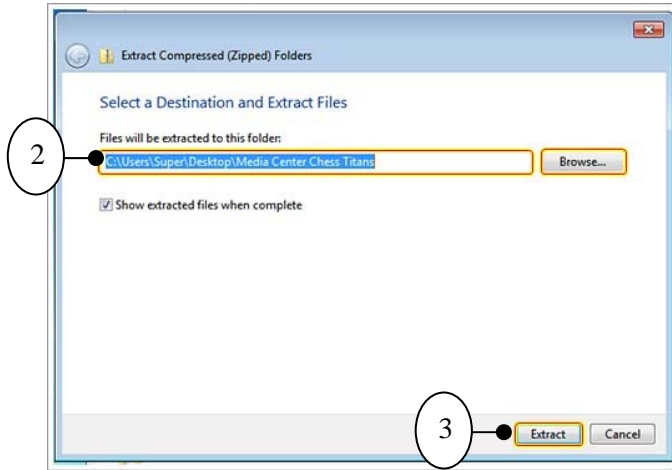 Extract Compressed (Zipped) Folders
Select a Destination and Extract Files
Files will be extracted to this folder:
2
C:\Users\Super\Desktop\Media Center Chess Titans
Browse...
Show extracted files when complete
3
Extract
Cancel